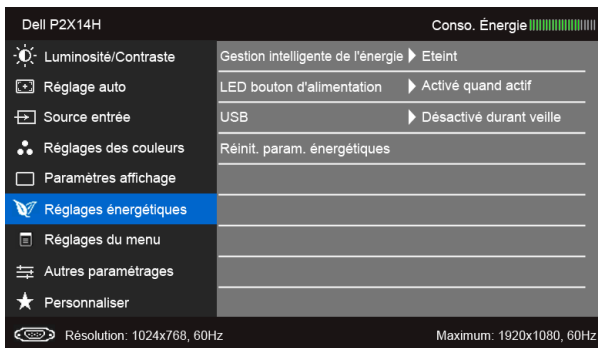 Dell P2X14H Conso. Énergie
Luminosité/Contraste Gestion intelligente de l'énergie Eteint
Réglage auto LED bouton d'alimentation Activé quand actif
Source entrée USB Désactivé durant veille
Réglages des couleurs Réinit. param. énergétiques
Paramètres affichage
Réglages énergétiques
Réglages du menu
Autres paramétrages
Personnaliser
Résolution: 1024x768, 60Hz Maximum: 1920x1080, 60Hz